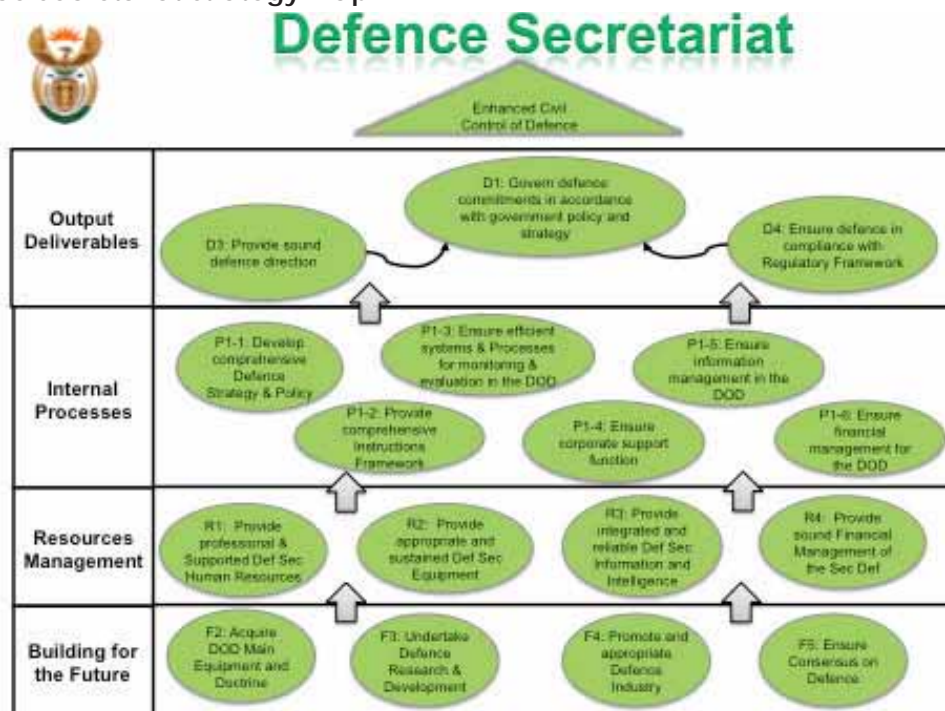 Defence Secretariat
Enhanced Civil
Control of Defence
Output
Deliverables
D1: Govern defence
commitments in accordance
with government policy and
strategy
D3: Provide sound
defence direction
D4: Ensure defence in
compliance with
Regulatory Framework
Internal
Processes
P1-1: Develop
comprehensive
Defence
Strategy & Policy
P1-3: Ensure efficient
systems & Processes
for monitoring &
evaluation in the DOD
P1-5: Ensure
information
management in the
DOD
P1-2: Provide
comprehensive
Instructions
Framework
P1-4: Ensure
corporate support
function
P1-6: Ensure
financial
management for
the DOD
Resources
Management
R1: Provide
professional &
Supported Def Sec
Human Resources
R2: Provide
appropriate and
sustained Def Sec
Equipment
R3: Provide
integrated and
reliable Def Sec
Information and
Intelligence
R4: Provide
sound Financial
Management of
the Sec Def
Building for
the Future
F2: Acquire
DOD Main
Equipment and
Doctrine
F3: Undertake
Defence
Research &
Development
F4: Promote and
appropriate
Defence
Industry
F5: Ensure
Consensus on
Defence